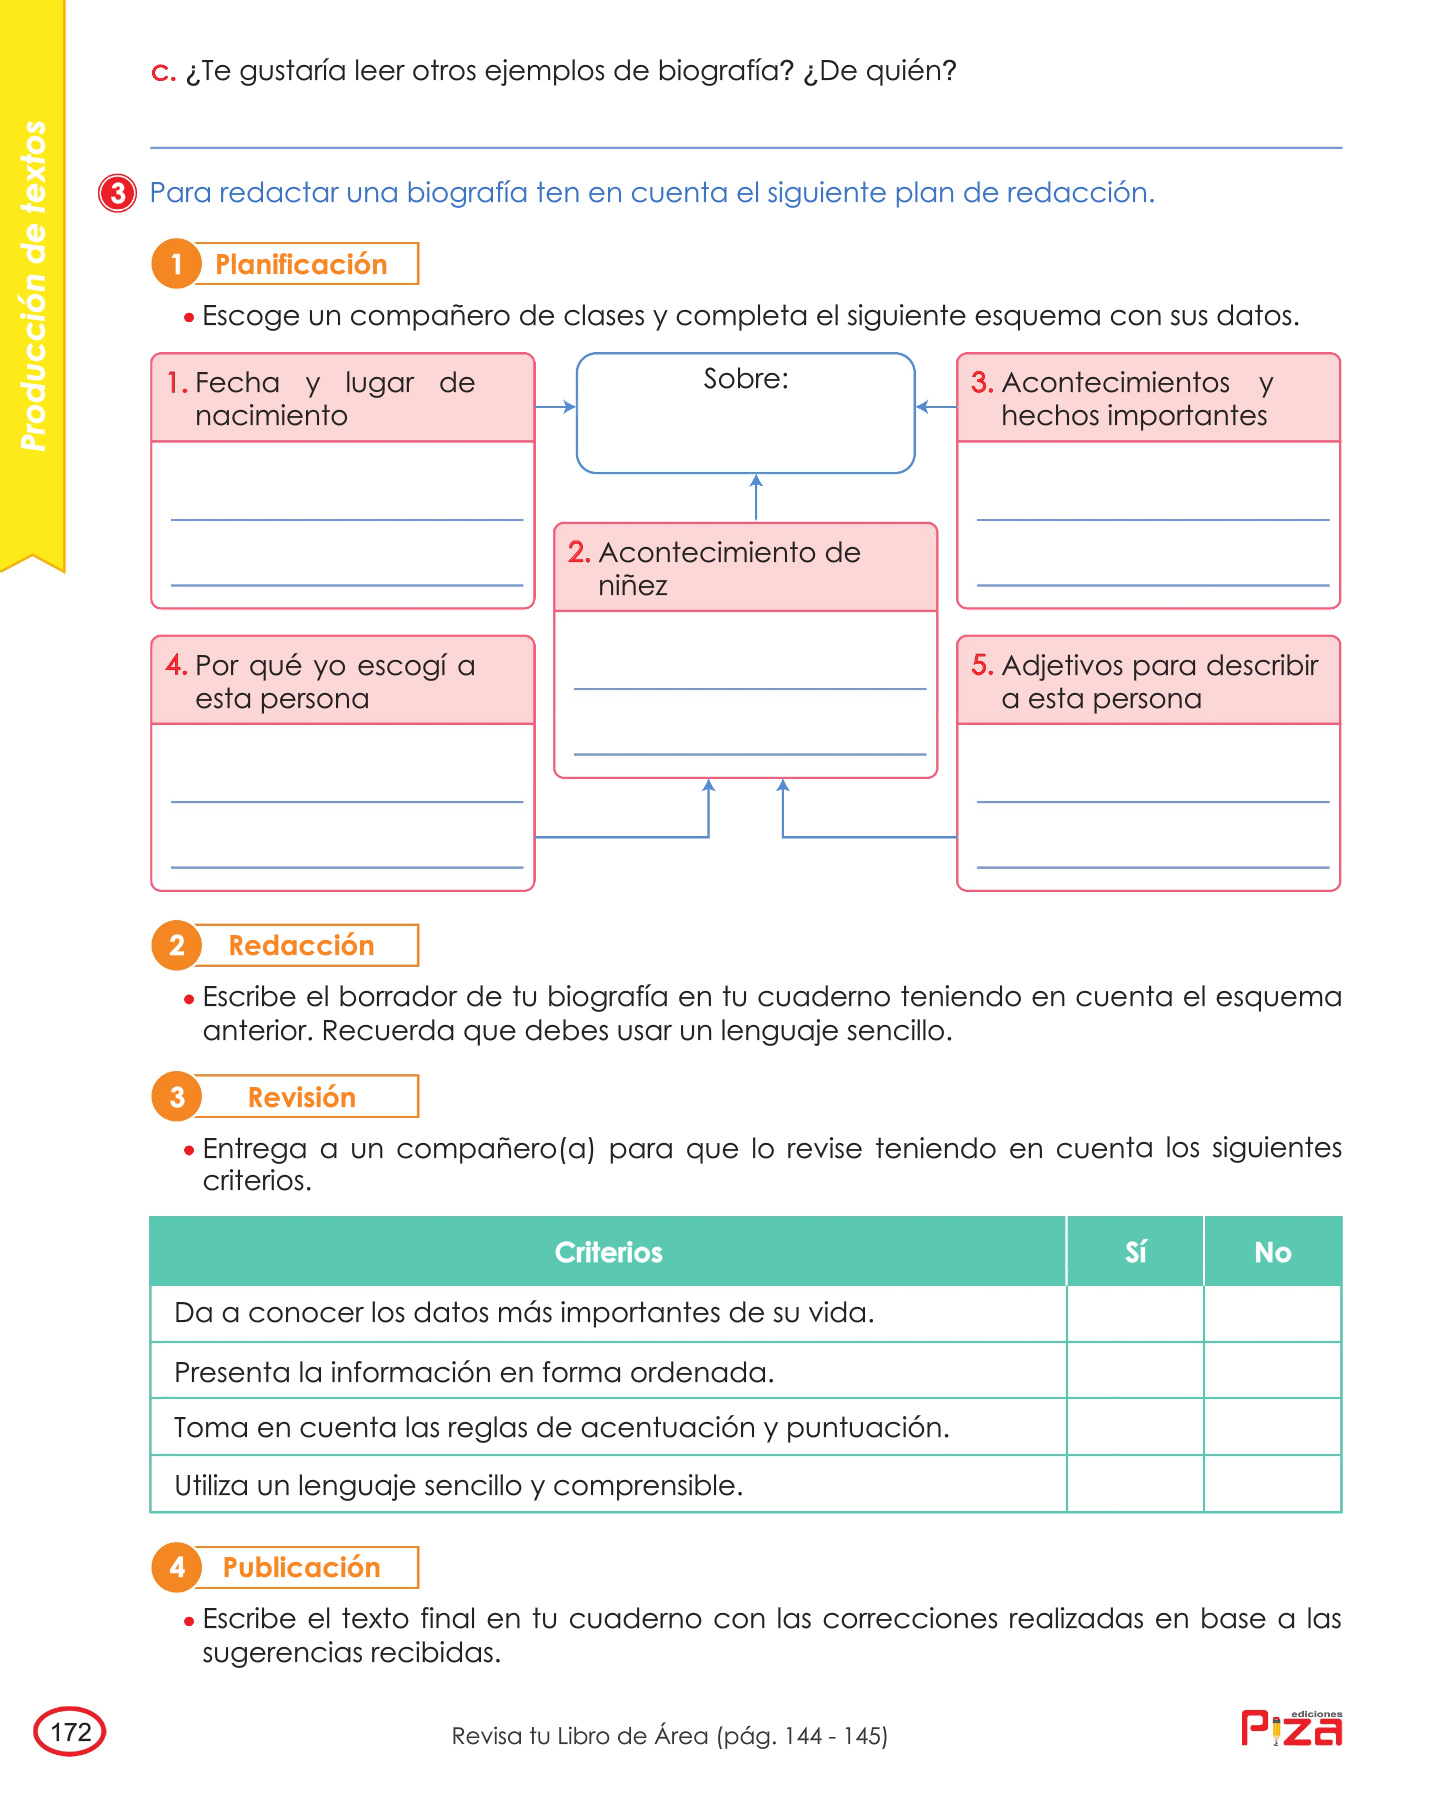 Producción de textos
c. ¿Te gustaría leer otros ejemplos de biografía? ¿De quién?
3 Para redactar una biografía ten en cuenta el siguiente plan de redacción.
1 Planificación
• Escoge un compañero de clases y completa el siguiente esquema con sus datos.
1. Fecha y lugar de
nacimiento
Sobre:
3. Acontecimientos y
hechos importantes
2. Acontecimiento de
niñez
4. Por qué yo escogí a
esta persona
5. Adjetivos para describir
a esta persona
2 Redacción
• Escribe el borrador de tu biografía en tu cuaderno teniendo en cuenta el esquema
anterior. Recuerda que debes usar un lenguaje sencillo.
3 Revisión
• Entrega a un compañero(a) para que lo revise teniendo en cuenta los siguientes
criterios.
Criterios Sí No
Da a conocer los datos más importantes de su vida.
Presenta la información en forma ordenada.
Toma en cuenta las reglas de acentuación y puntuación.
Utiliza un lenguaje sencillo y comprensible.
4 Publicación
• Escribe el texto final en tu cuaderno con las correcciones realizadas en base a las
sugerencias recibidas.
172
Revisa tu Libro de Área (pág. 144 - 145)
ediciones
Piza